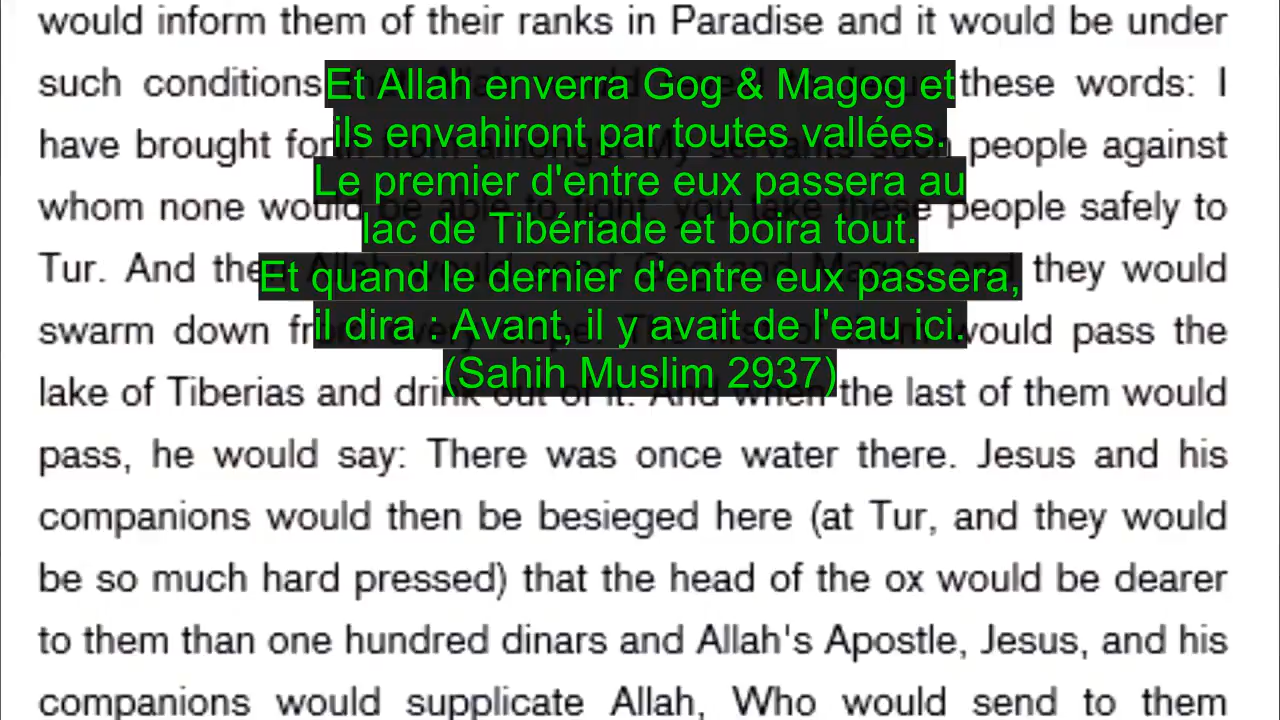 would inform them of their ranks in Paradise and it would be under
such conditions these words: I
have brought people against
whom none would people safely to
Tur. And they would
swarm down would pass the
lake of Tiberias and drink out of it. And when the last of them would
pass, he would say: There was once water there. Jesus and his
companions would then be besieged here (at Tur, and they would
be so much hard pressed) that the head of the ox would be dearer
to them than one hundred dinars and Allah's Apostle, Jesus, and his
companions would supplicate Allah, Who would send to them
Et Allah enverra Gog & Magog et
ils envahiront par toutes vallées.
Le premier d'entre eux passera au
lac de Tibériade et boira tout.
Et quand le dernier d'entre eux passera,
il dira : Avant, il y avait de l'eau ici.
(Sahih Muslim 2937)